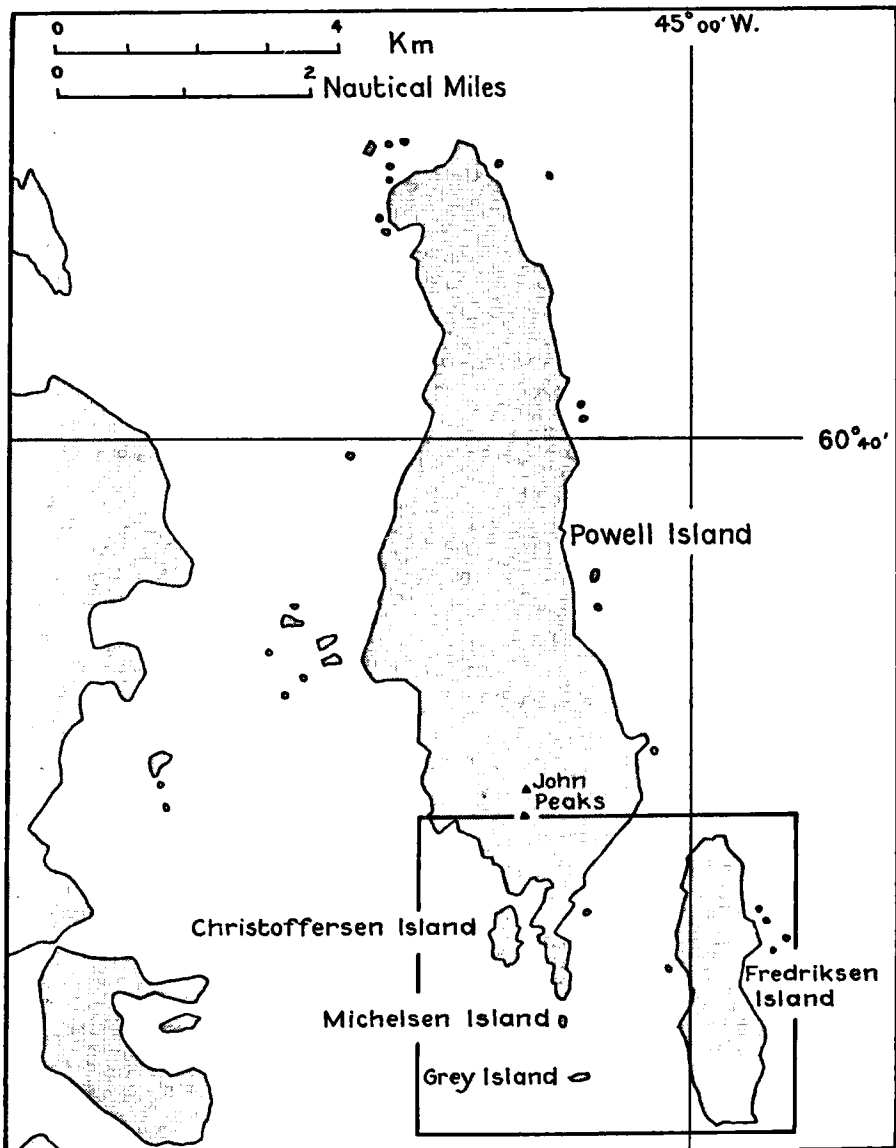 0 4
Km
0 2
Nautical Miles
45° 00' W.
60° 40'
Powell Island
John
Peaks
Christoffersen Island
Fredriksen
Island
Michelsen Island
Grey Island